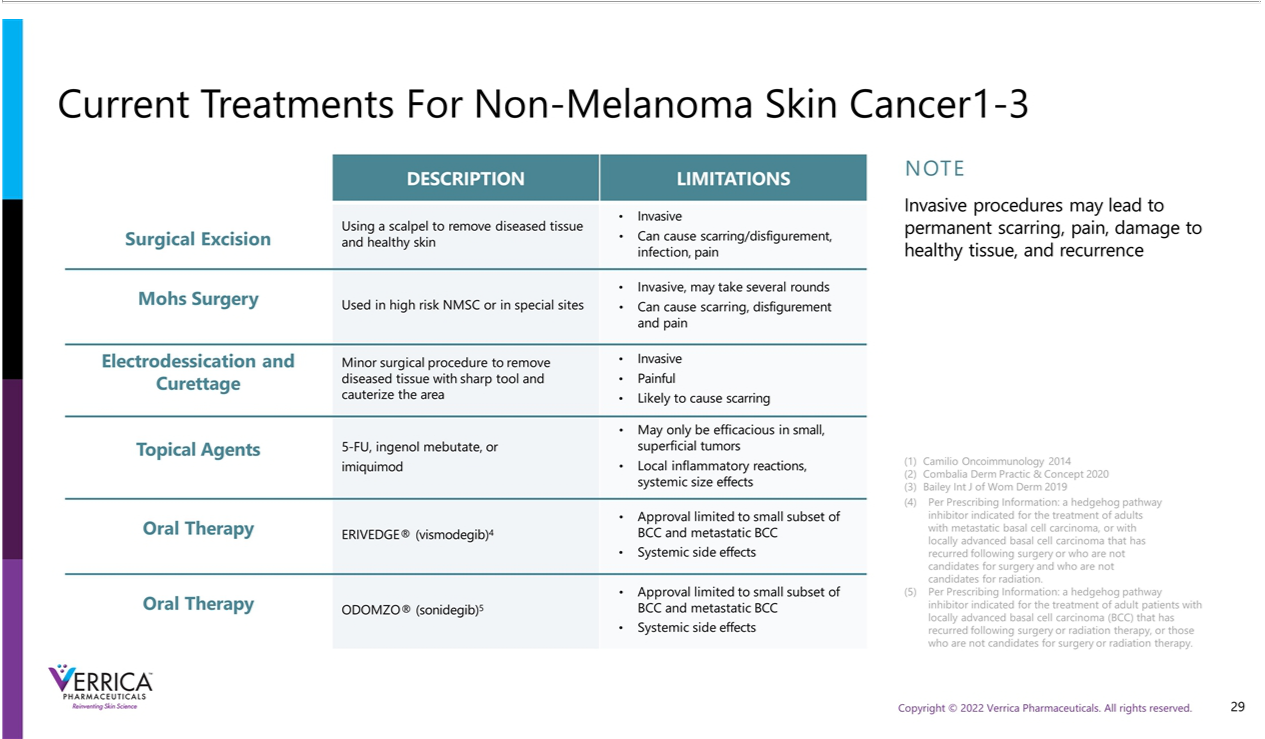 Current Treatments For Non-Melanoma Skin Cancer1-3
DESCRIPTION
LIMITATIONS
Surgical Excision
Using a scalpel to remove diseased tissue
and healthy skin
• Invasive
• Can cause scarring/disfigurement,
infection, pain
Mohs Surgery
Used in high risk NMSC or in special sites
• Invasive, may take several rounds
• Can cause scarring, disfigurement
and pain
Electrodessication and
Curettage
Minor surgical procedure to remove
diseased tissue with sharp tool and
cauterize the area
• Invasive
• Painful
• Likely to cause scarring
Topical Agents
5-FU, ingenol mebutate, or
imiquimod
• May only be efficacious in small,
superficial tumors
• Local inflammatory reactions,
systemic size effects
Oral Therapy
ERIVEDGE® (vismodegib)⁴
• Approval limited to small subset of
BCC and metastatic BCC
• Systemic side effects
Oral Therapy
ODOMZO® (sonidegib)⁵
• Approval limited to small subset of
BCC and metastatic BCC
• Systemic side effects
NOTE
Invasive procedures may lead to
permanent scarring, pain, damage to
healthy tissue, and recurrence
(1) Camilio Oncoimmunology 2014
(2) Combalia Derm Practic & Concept 2020
(3) Bailey Int J of Wom Derm 2019
(4) Per Prescribing Information: a hedgehog pathway
inhibitor indicated for the treatment of adults
with metastatic basal cell carcinoma, or with
locally advanced basal cell carcinoma that has
recurred following surgery or who are not
candidates for surgery and who are not
candidates for radiation.
(5) Per Prescribing Information: a hedgehog pathway
inhibitor indicated for the treatment of adult patients with
locally advanced basal cell carcinoma (BCC) that has
recurred following surgery or radiation therapy, or those
who are not candidates for surgery or radiation therapy.
VERRICA™
PHARMACEUTICALS
Reinventing Skin Science
Copyright © 2022 Verrica Pharmaceuticals. All rights reserved.
29